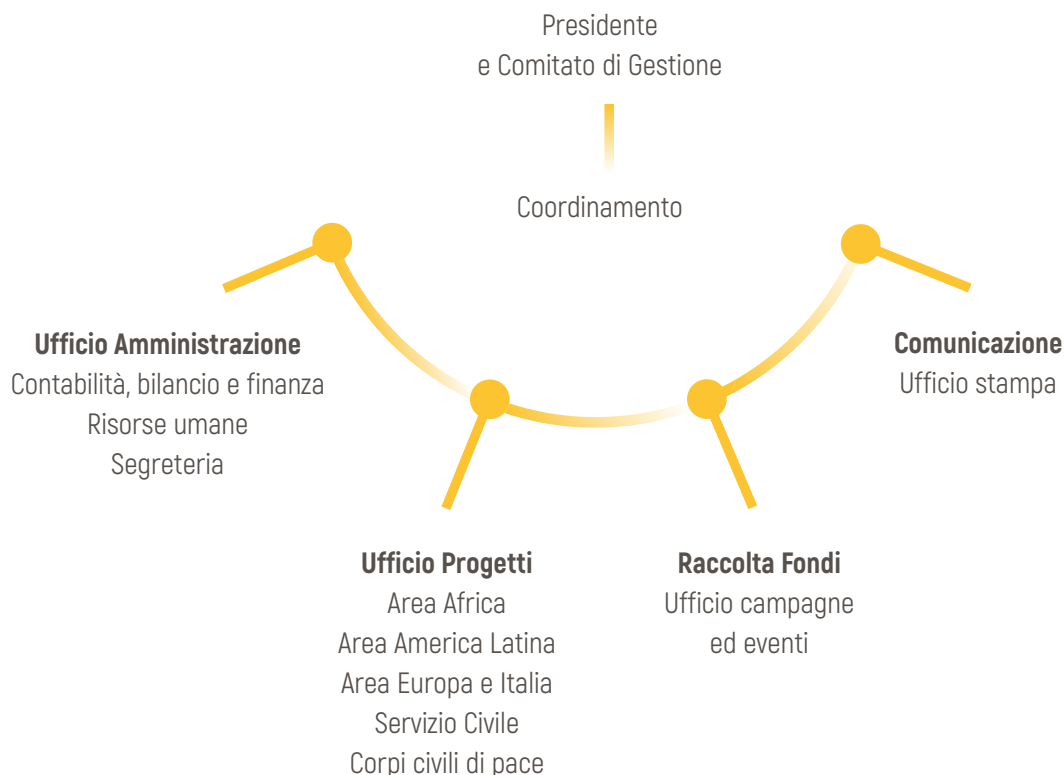 Presidente
e Comitato di Gestione
Coordinamento
Ufficio Amministrazione
Contabilità, bilancio e finanza
Risorse umane
Segreteria
Ufficio Progetti
Area Africa
Area America Latina
Area Europa e Italia
Servizio Civile
Corpi civili di pace
Raccolta Fondi
Ufficio campagne
ed eventi
Comunicazione
Ufficio stampa